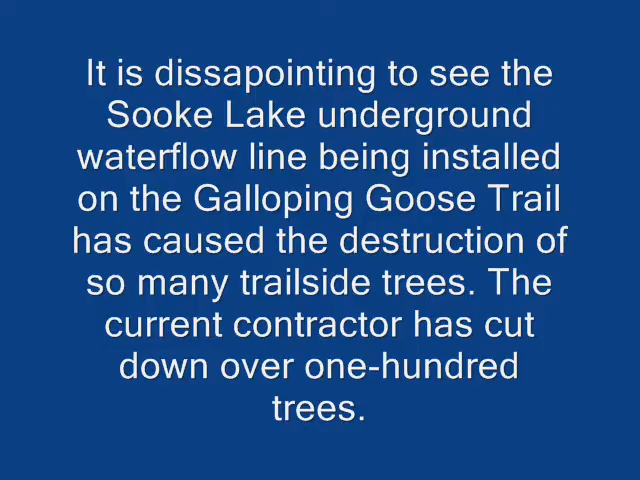 It is dissapointing to see the
Sooke Lake underground
waterflow line being installed
on the Galloping Goose Trail
has caused the destruction of
so many trailside trees. The
current contractor has cut
down over one-hundred
trees.